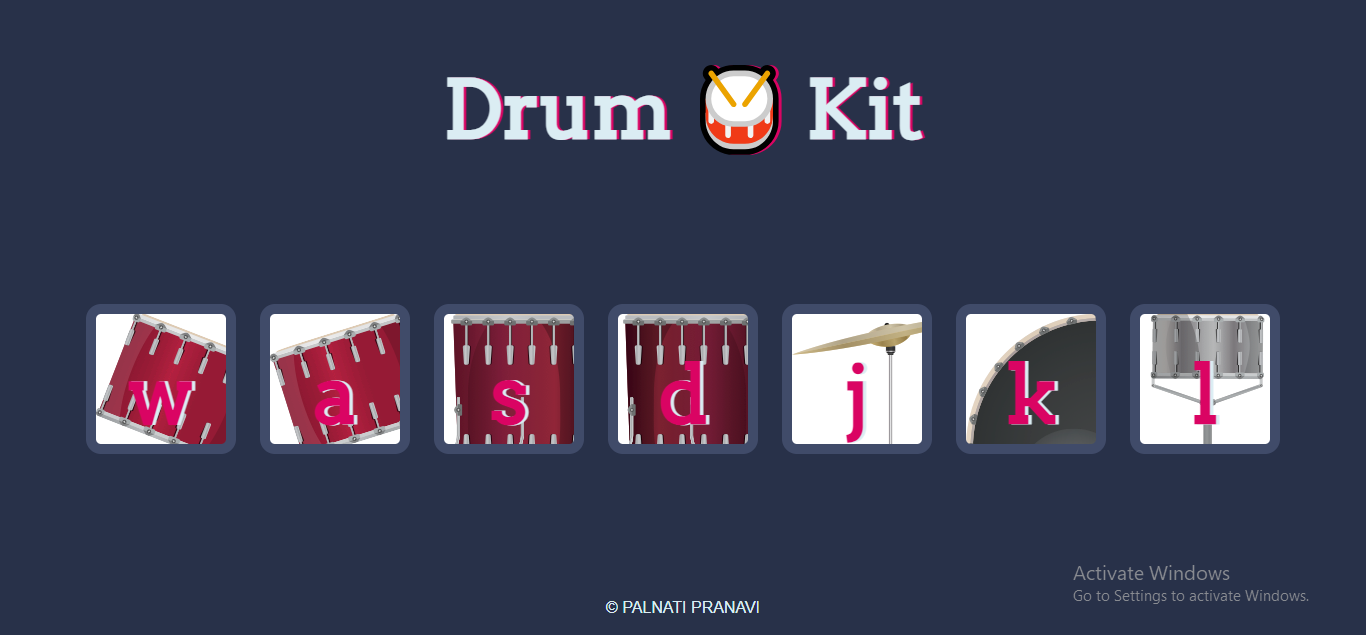 Drum 🥁 Kit
w a s d j k l
Activate Windows
Go to Settings to activate Windows.
© PALNATI PRANAVI